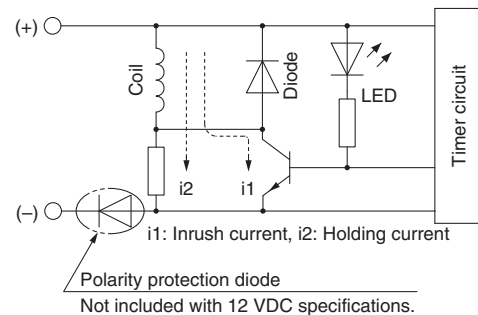 (+)
Coil
Diode
LED
Timer circuit
i2
i1
(–)
i1: Inrush current, i2: Holding current
Polarity protection diode
Not included with 12 VDC specifications.